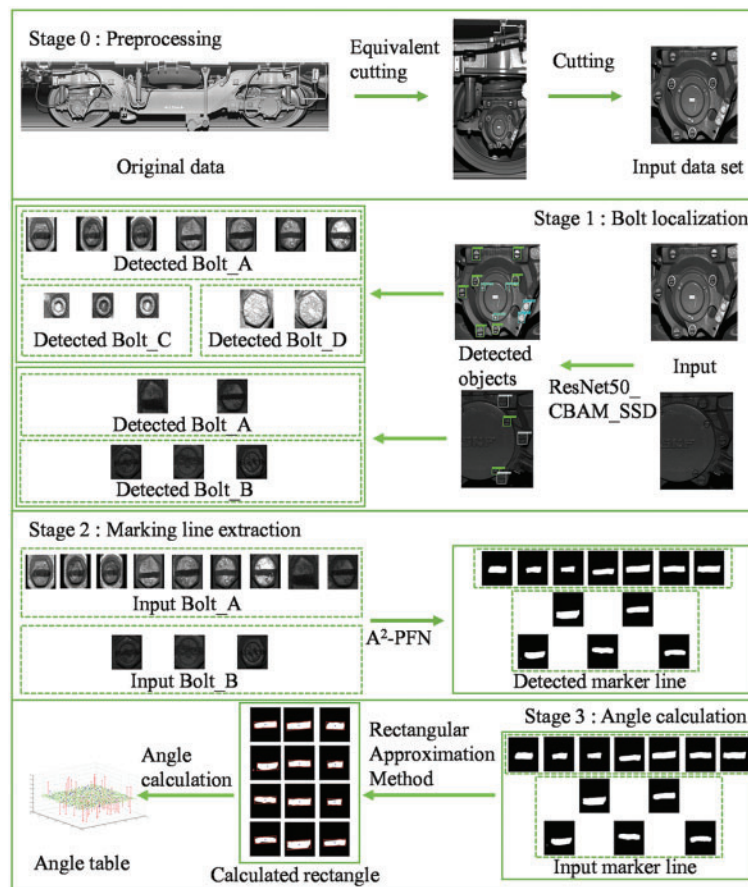 Stage 0 : Preprocessing
Equivalent
cutting
Cutting
Original data
Input data set
Stage 1 : Bolt localization
Detected Bolt_A
Detected Bolt_C
Detected Bolt_D
Detected
objects
Input
ResNet50_
CBAM_SSD
Detected Bolt_A
Detected Bolt_B
Stage 2 : Marking line extraction
Input Bolt_A
A²-PFN
Input Bolt_B
Detected marker line
Stage 3 : Angle calculation
Rectangular
Approximation
Method
Angle
calculation
Angle table
Calculated rectangle
Input marker line